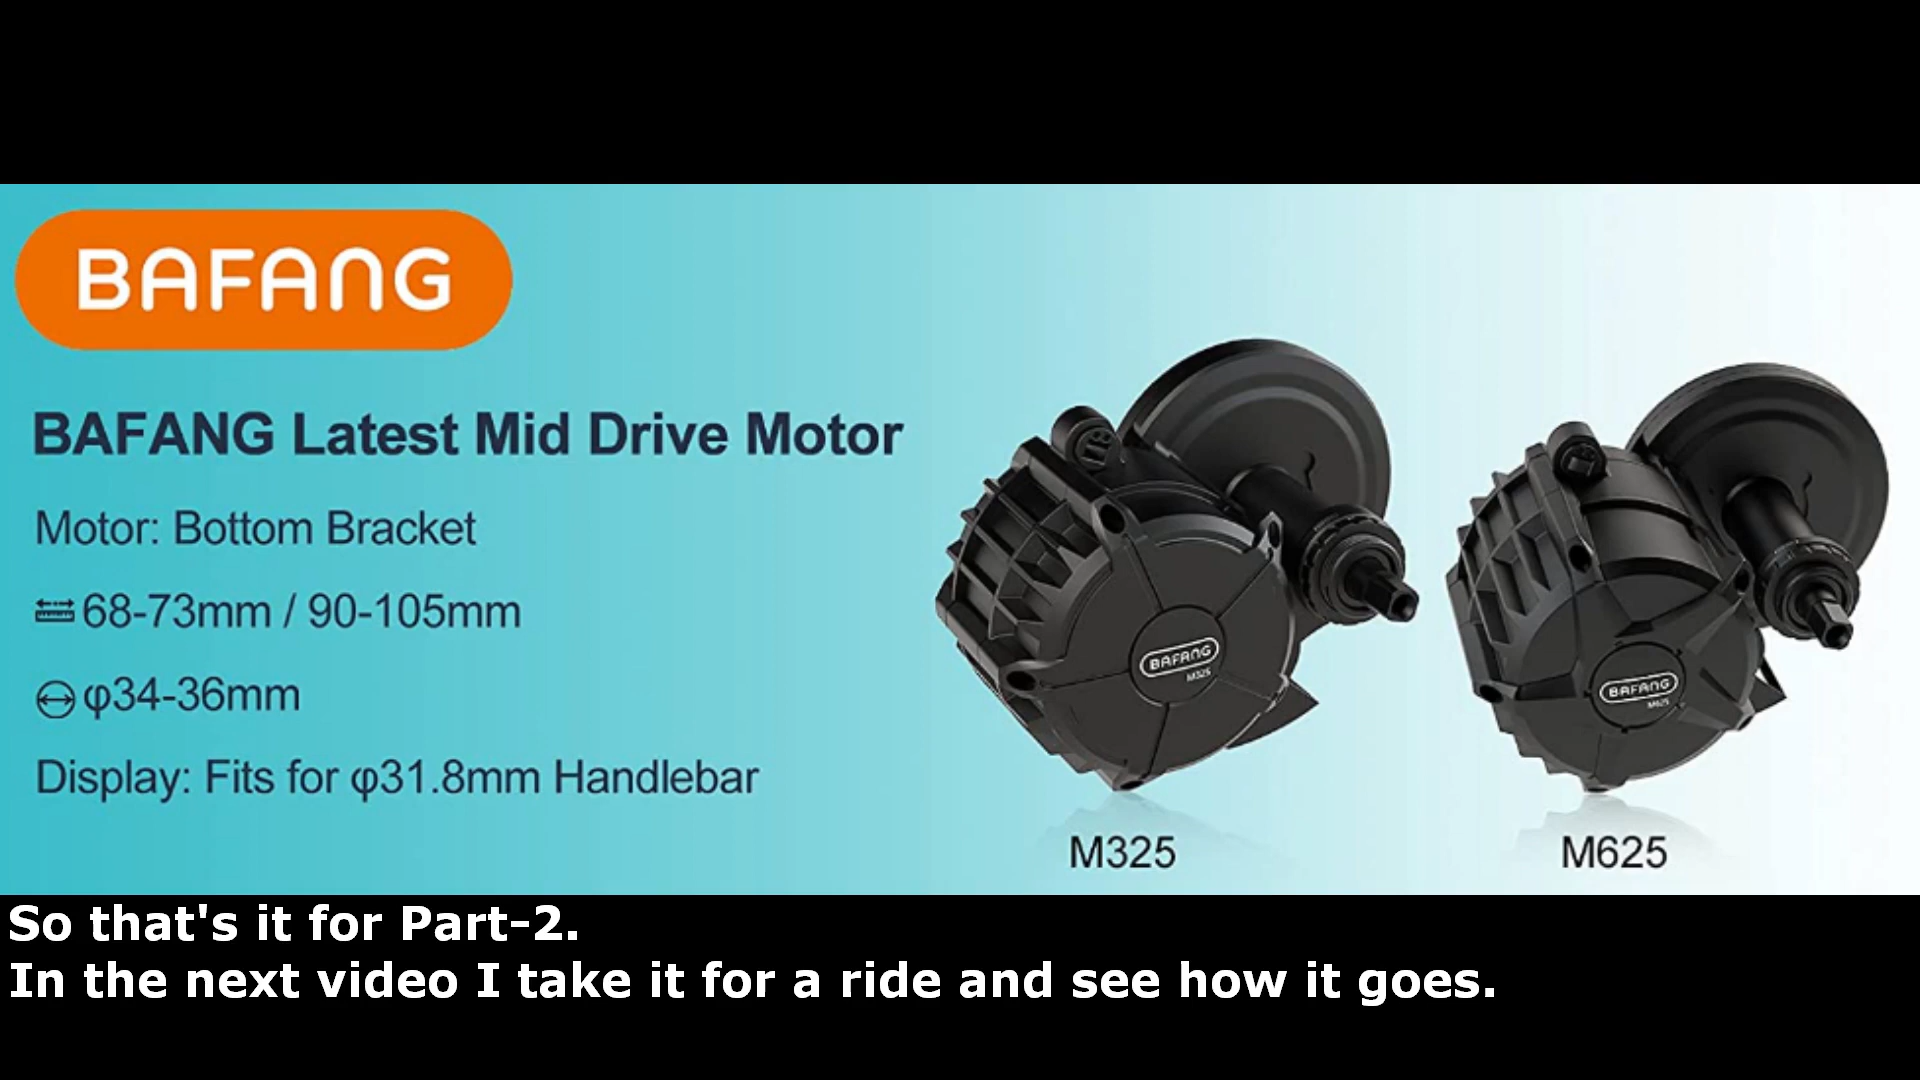 BAFANG
BAFANG Latest Mid Drive Motor
Motor: Bottom Bracket
68-73mm / 90-105mm
φ34-36mm
Display: Fits for φ31.8mm Handlebar
BAFANG
M325
BAFANG
M625
M325
M625
So that's it for Part-2.
In the next video I take it for a ride and see how it goes.